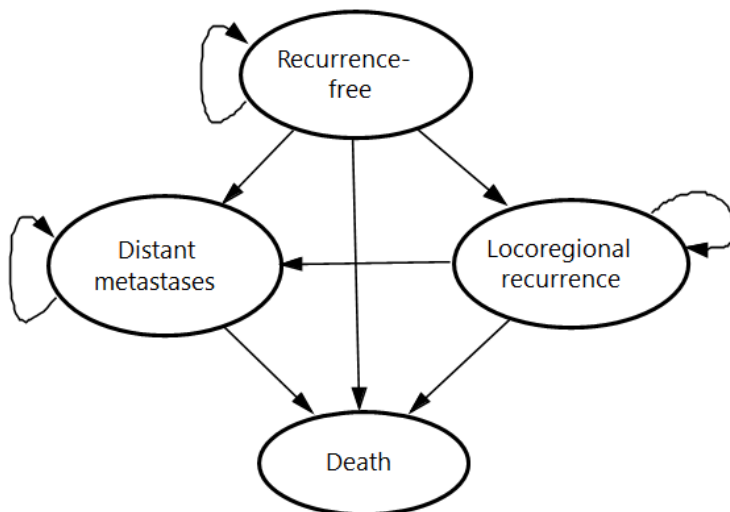 Recurrence-
free
Distant
metastases
Locoregional
recurrence
Death